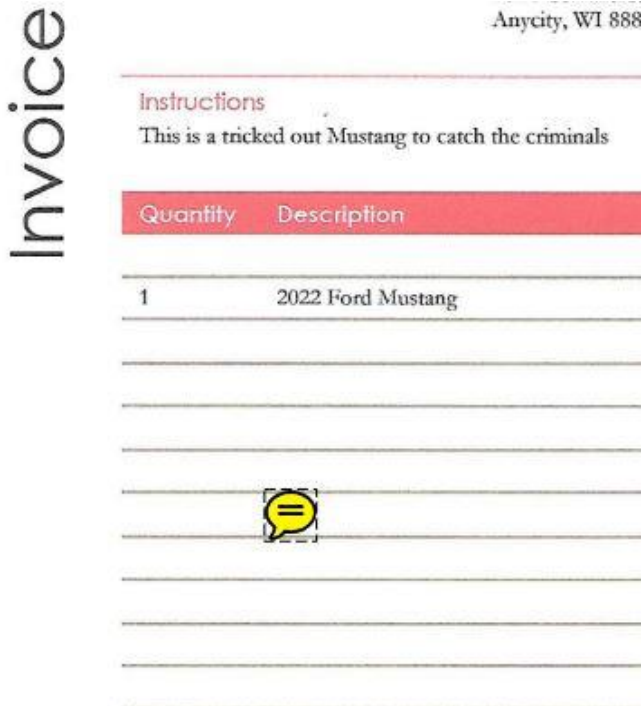 Invoice
Anycity, WI 888
Instructions
This is a tricked out Mustang to catch the criminals
Quantity Description
1 2022 Ford Mustang